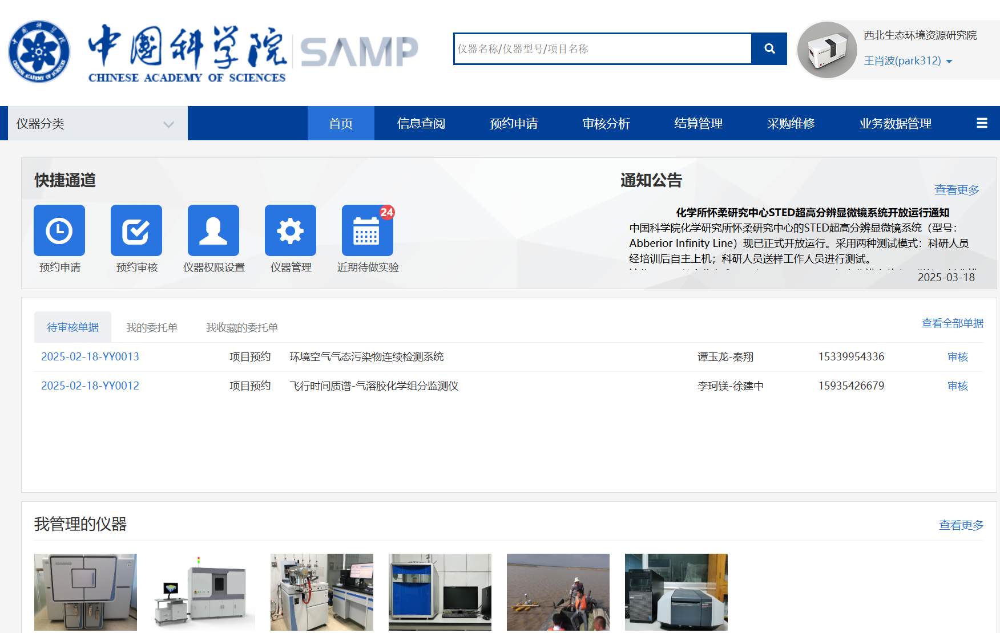 中国科学院
CHINESE ACADEMY OF SCIENCES
SAMP
仪器名称/仪器型号/项目名称
西北生态环境资源研究院
王肖波(park312)
仪器分类
首页
信息查阅
预约申请
审核分析
结算管理
采购维修
业务数据管理
快捷通道
24
预约申请
预约审核
仪器权限设置
仪器管理
近期待做实验
通知公告
查看更多
化学所怀柔研究中心STED超高分辨显微镜系统开放运行通知
中国科学院化学研究所怀柔研究中心的STED超高分辨显微镜系统（型号：
Abberior Infinity Line）现已正式开放运行。采用两种测试模式：科研人员
经培训后自主上机；科研人员送样工作人员进行测试。
2025-03-18
待审核单据
我的委托单
我收藏的委托单
查看全部单据
2025-02-18-YY0013 项目预约 环境空气气态污染物连续检测系统 谭玉龙-秦翔 15339954336 审核
2025-02-18-YY0012 项目预约 飞行时间质谱-气溶胶化学组分监测仪 李珂镁-徐建中 15935426679 审核
我管理的仪器
查看更多